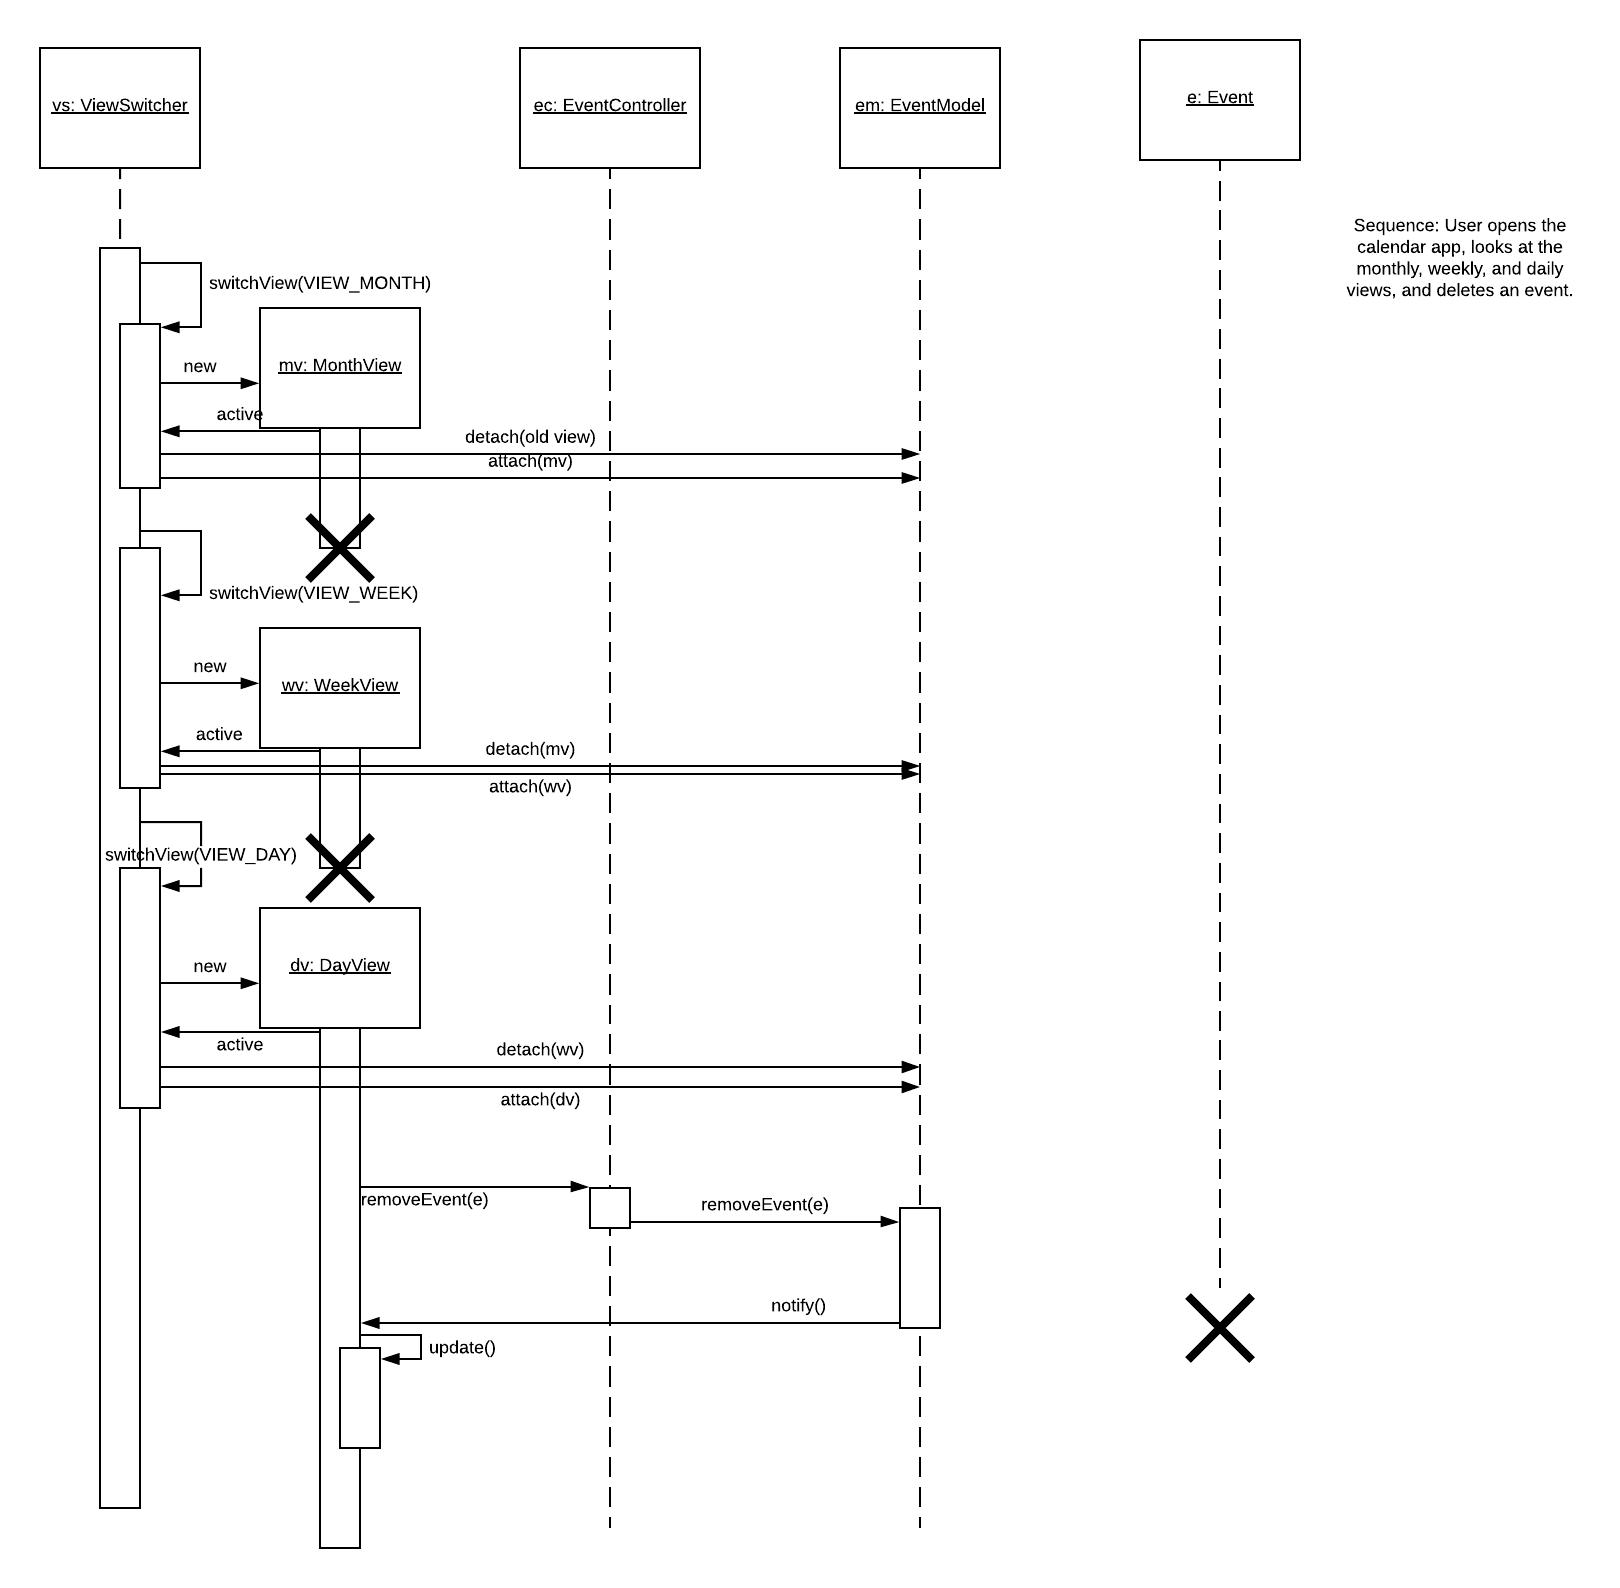 vs: ViewSwitcher
ec: EventController
em: EventModel
e: Event
Sequence: User opens the
calendar app, looks at the
monthly, weekly, and daily
views, and deletes an event.
switchView(VIEW_MONTH)
new
mv: MonthView
active
detach(old view)
attach(mv)
switchView(VIEW_WEEK)
new
wv: WeekView
active
detach(mv)
attach(wv)
switchView(VIEW_DAY)
new
dv: DayView
active
detach(wv)
attach(dv)
removeEvent(e)
removeEvent(e)
notify()
update()